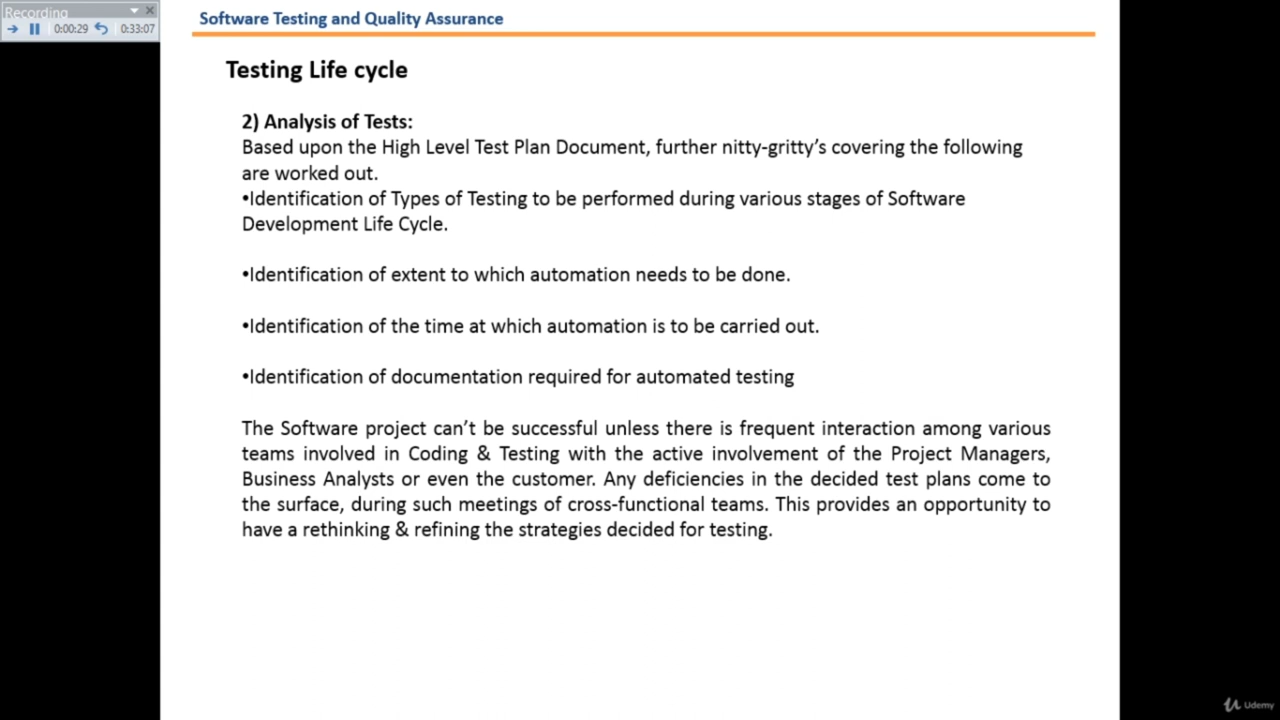 Recording
0:00:29 0:33:07
Software Testing and Quality Assurance
Testing Life cycle
2) Analysis of Tests:
Based upon the High Level Test Plan Document, further nitty-gritty’s covering the following
are worked out.
•Identification of Types of Testing to be performed during various stages of Software
Development Life Cycle.
•Identification of extent to which automation needs to be done.
•Identification of the time at which automation is to be carried out.
•Identification of documentation required for automated testing
The Software project can’t be successful unless there is frequent interaction among various
teams involved in Coding & Testing with the active involvement of the Project Managers,
Business Analysts or even the customer. Any deficiencies in the decided test plans come to
the surface, during such meetings of cross-functional teams. This provides an opportunity to
have a rethinking & refining the strategies decided for testing.
Udemy